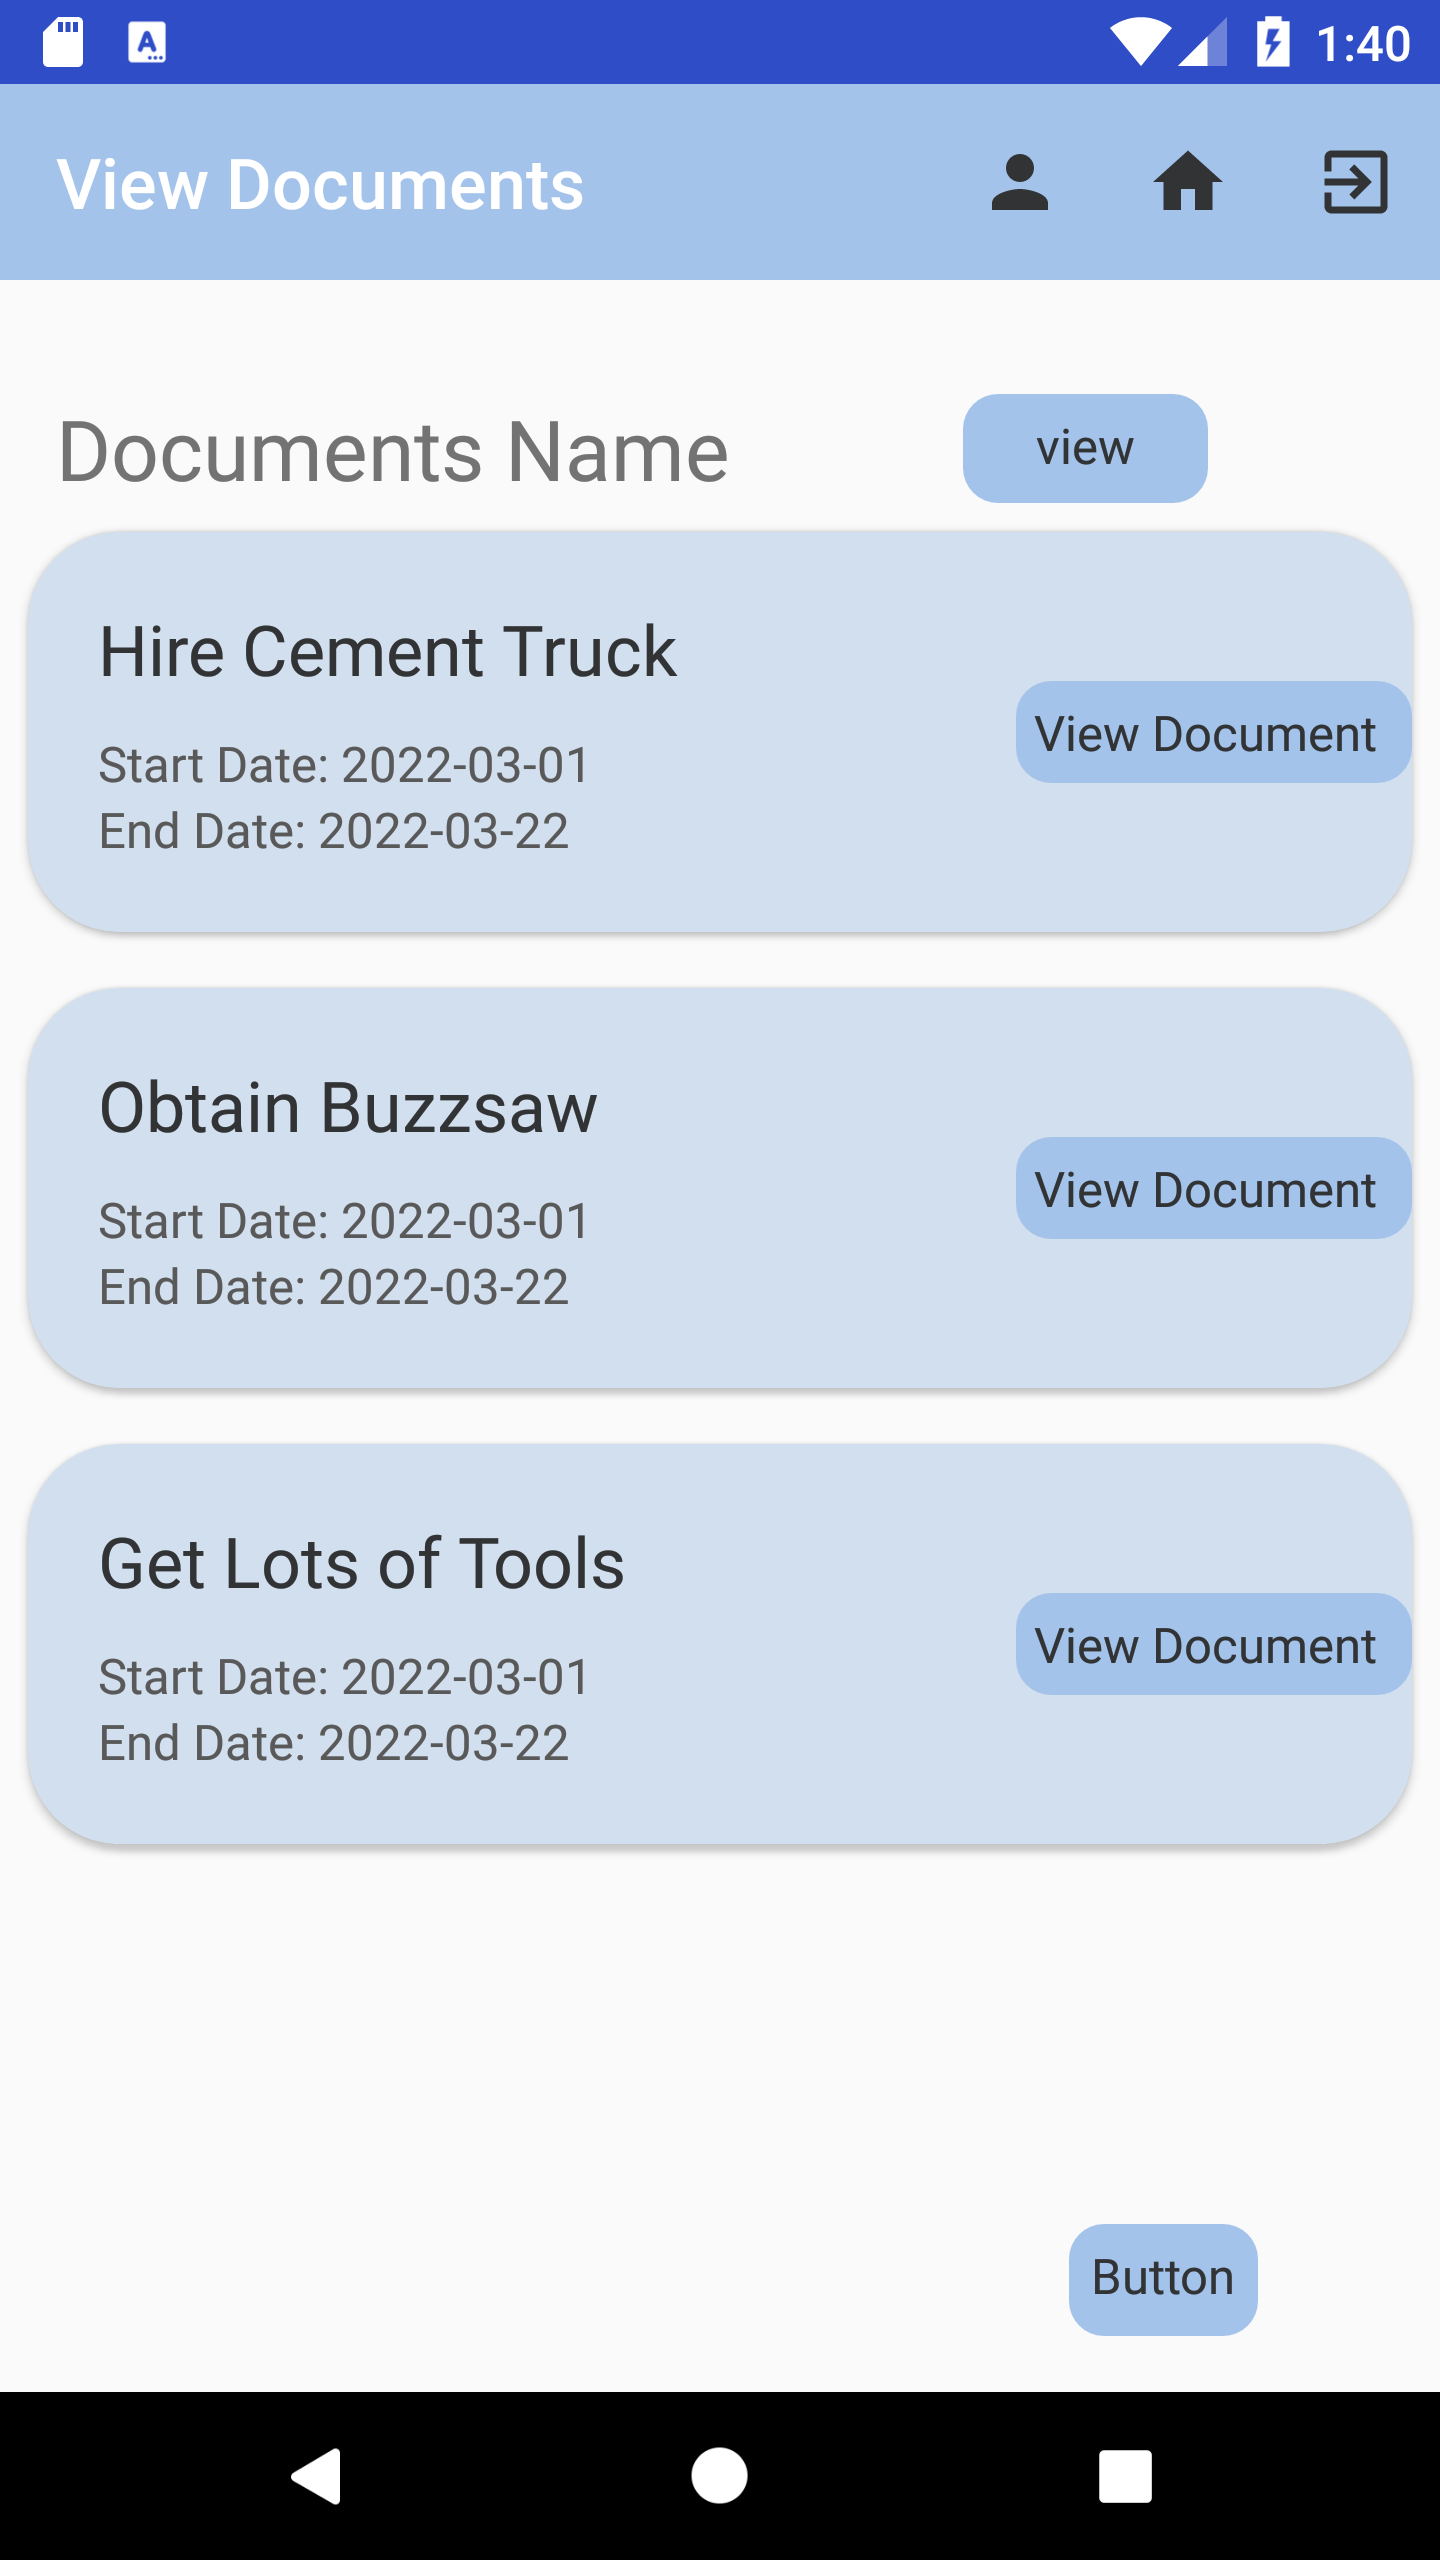 1:40
View Documents
Documents Name
view
Hire Cement Truck
View Document
Start Date: 2022-03-01
End Date: 2022-03-22
Obtain Buzzsaw
View Document
Start Date: 2022-03-01
End Date: 2022-03-22
Get Lots of Tools
View Document
Start Date: 2022-03-01
End Date: 2022-03-22
Button